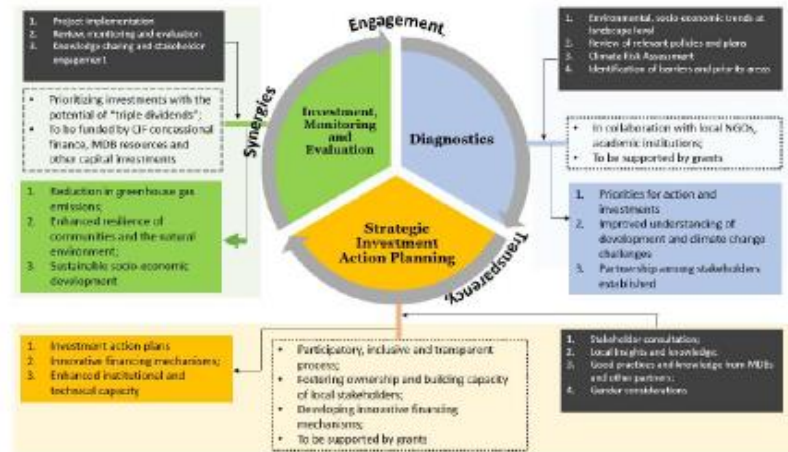 1. Project implementation
2. Review, monitoring and evaluation
3. Knowledge sharing and stakeholder
engagement
• Prioritizing investments with the
potential of "triple dividends";
• To be funded by CIF concessional
finance, MDB resources and
other capital investments
1. Reduction in greenhouse gas
emissions;
2. Enhanced resilience of
communities and the natural
environment;
3. Sustainable socio-economic
development
Engagement,
Synergies
Transparency,
Investment,
Monitoring
and
Evaluation
Diagnostics
Strategic
Investment
Action Planning
1. Environmental, socio-economic trends at
landscape level
2. Review of relevant policies and plans
3. Climate Risk Assessment
4. Identification of barriers and priority areas
• In collaboration with local NGOs,
academic institutions;
• To be supported by grants
1. Priorities for action and
investments
2. Improved understanding of
development and climate change
challenges
3. Partnership among stakeholders
established
1. Investment action plans
2. Innovative financing mechanisms;
3. Enhanced institutional and
technical capacity
• Participatory, inclusive and transparent
process;
• Fostering ownership and building capacity
of local stakeholders;
• Developing innovative financing
mechanisms;
• To be supported by grants
1. Stakeholder consultation;
2. Local Insights and knowledge;
3. Good practices and knowledge from MDBs
and other partners;
4. Gender considerations